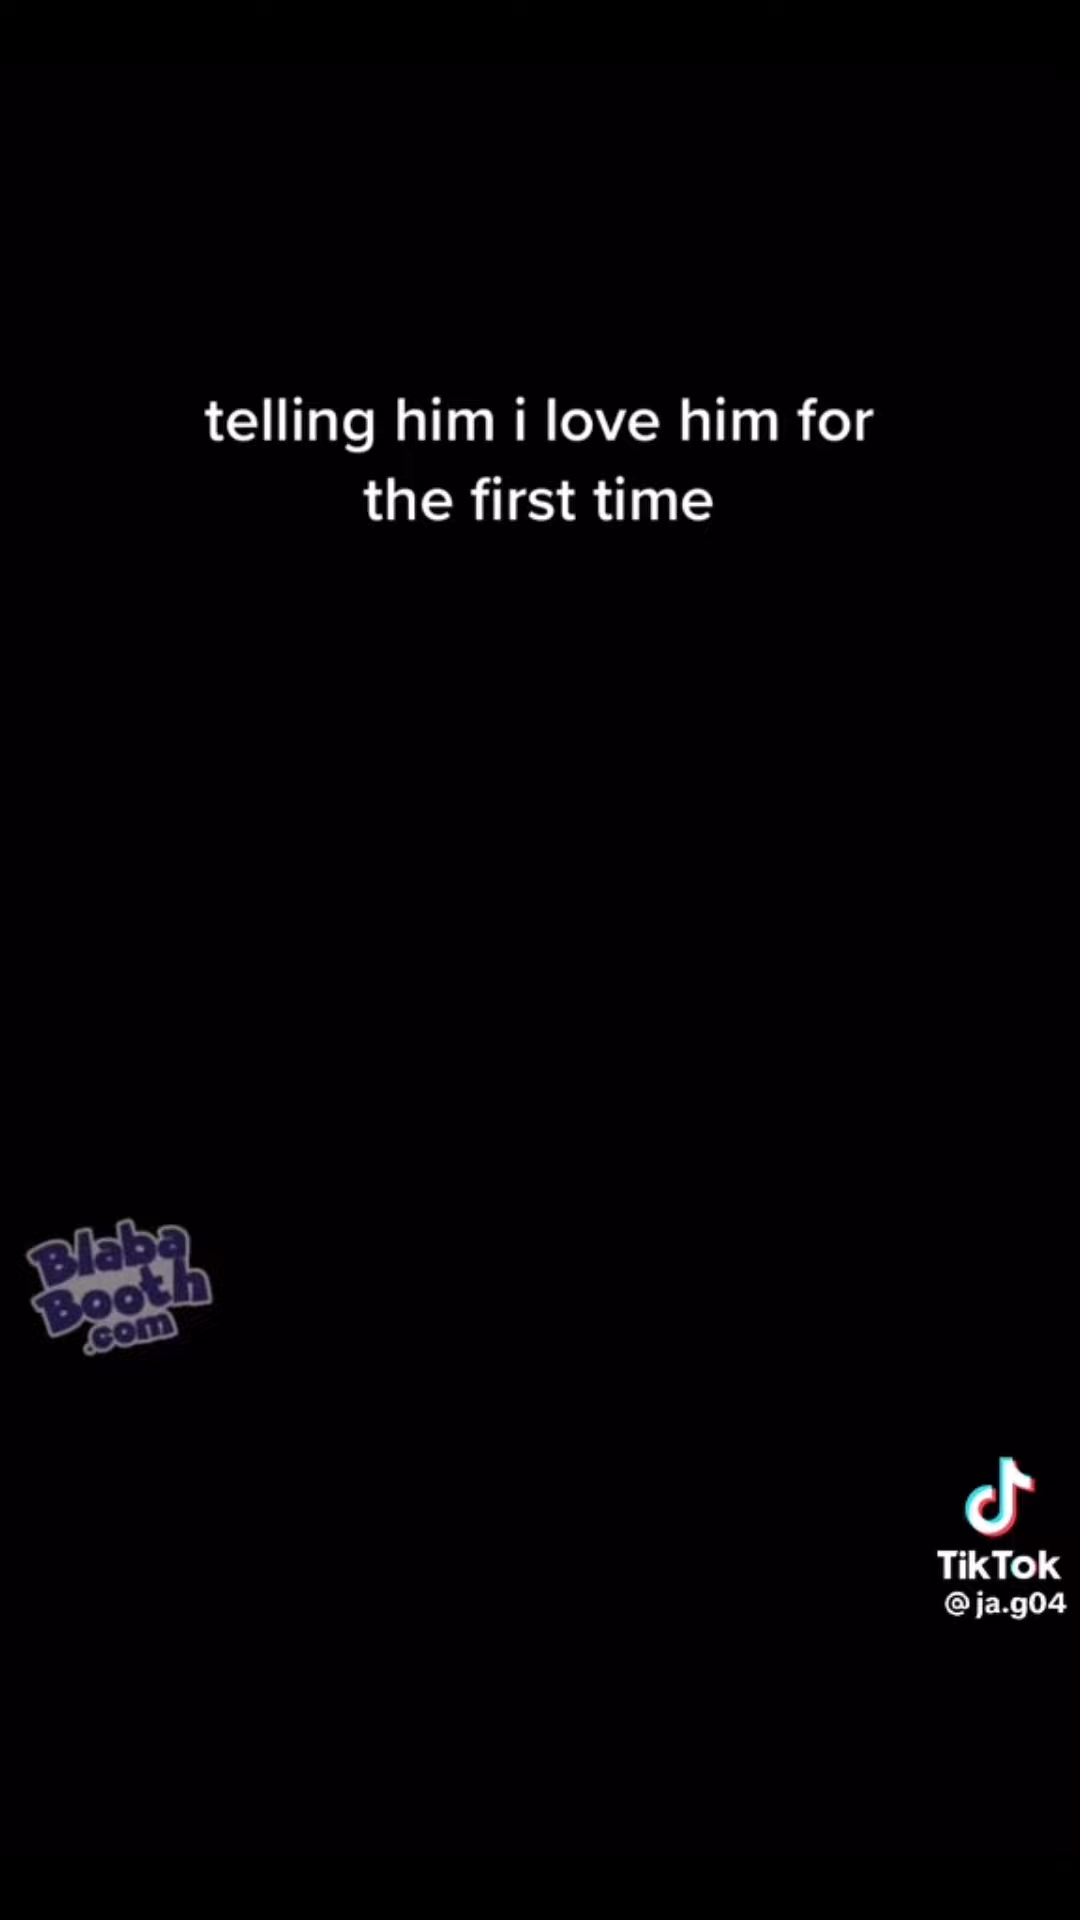 telling him i love him for
the first time
Blaba
Booth
.com
TikTok
@ja.g04